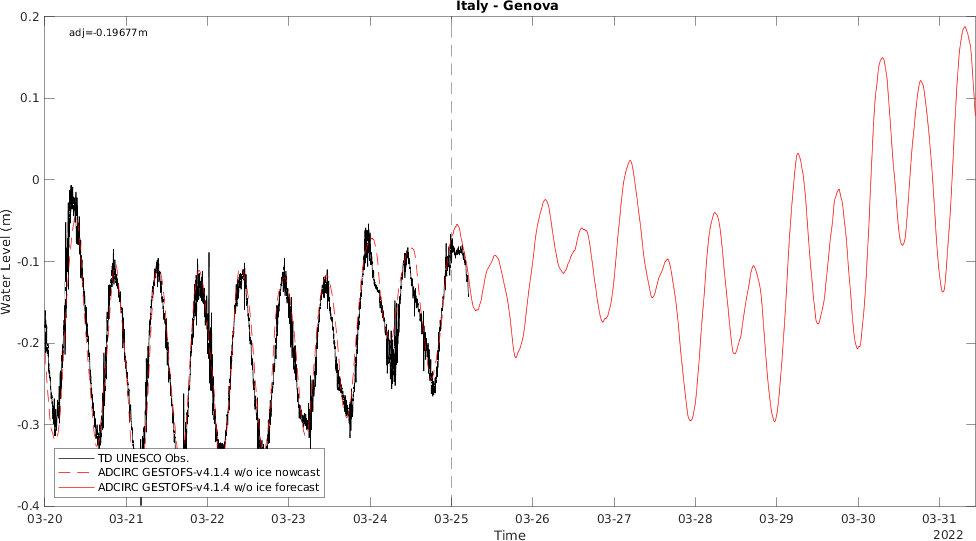 Italy - Genova
adj=-0.19677m
0.2
0.1
0
-0.1
-0.2
-0.3
-0.4
Water Level (m)
TD UNESCO Obs.
ADCIRC GESTOFS-v4.1.4 w/o ice nowcast
ADCIRC GESTOFS-v4.1.4 w/o ice forecast
03-20 03-21 03-22 03-23 03-24 03-25 03-26 03-27 03-28 03-29 03-30 03-31
Time
2022